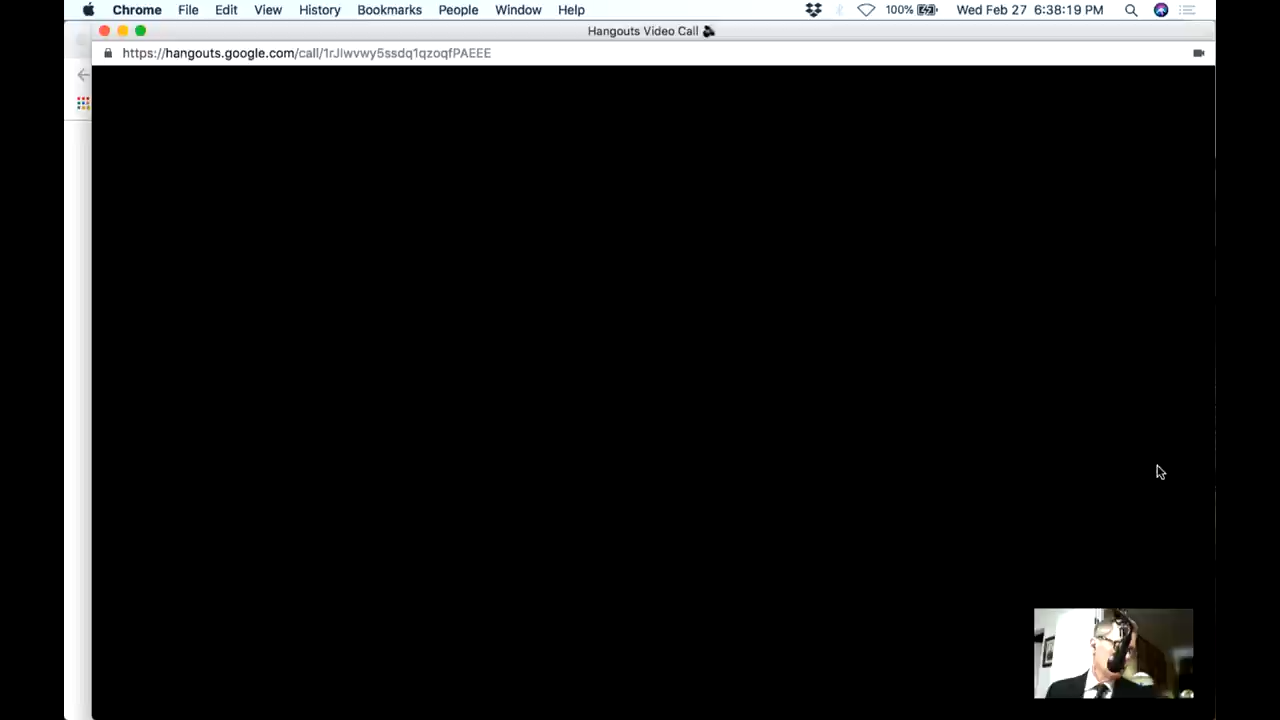 Chrome File Edit View History Bookmarks People Window Help 100% Wed Feb 27 6:38:19 PM
Hangouts Video Call
https://hangouts.google.com/call/1rJlwvwy5ssdq1qzoqfPAEEE